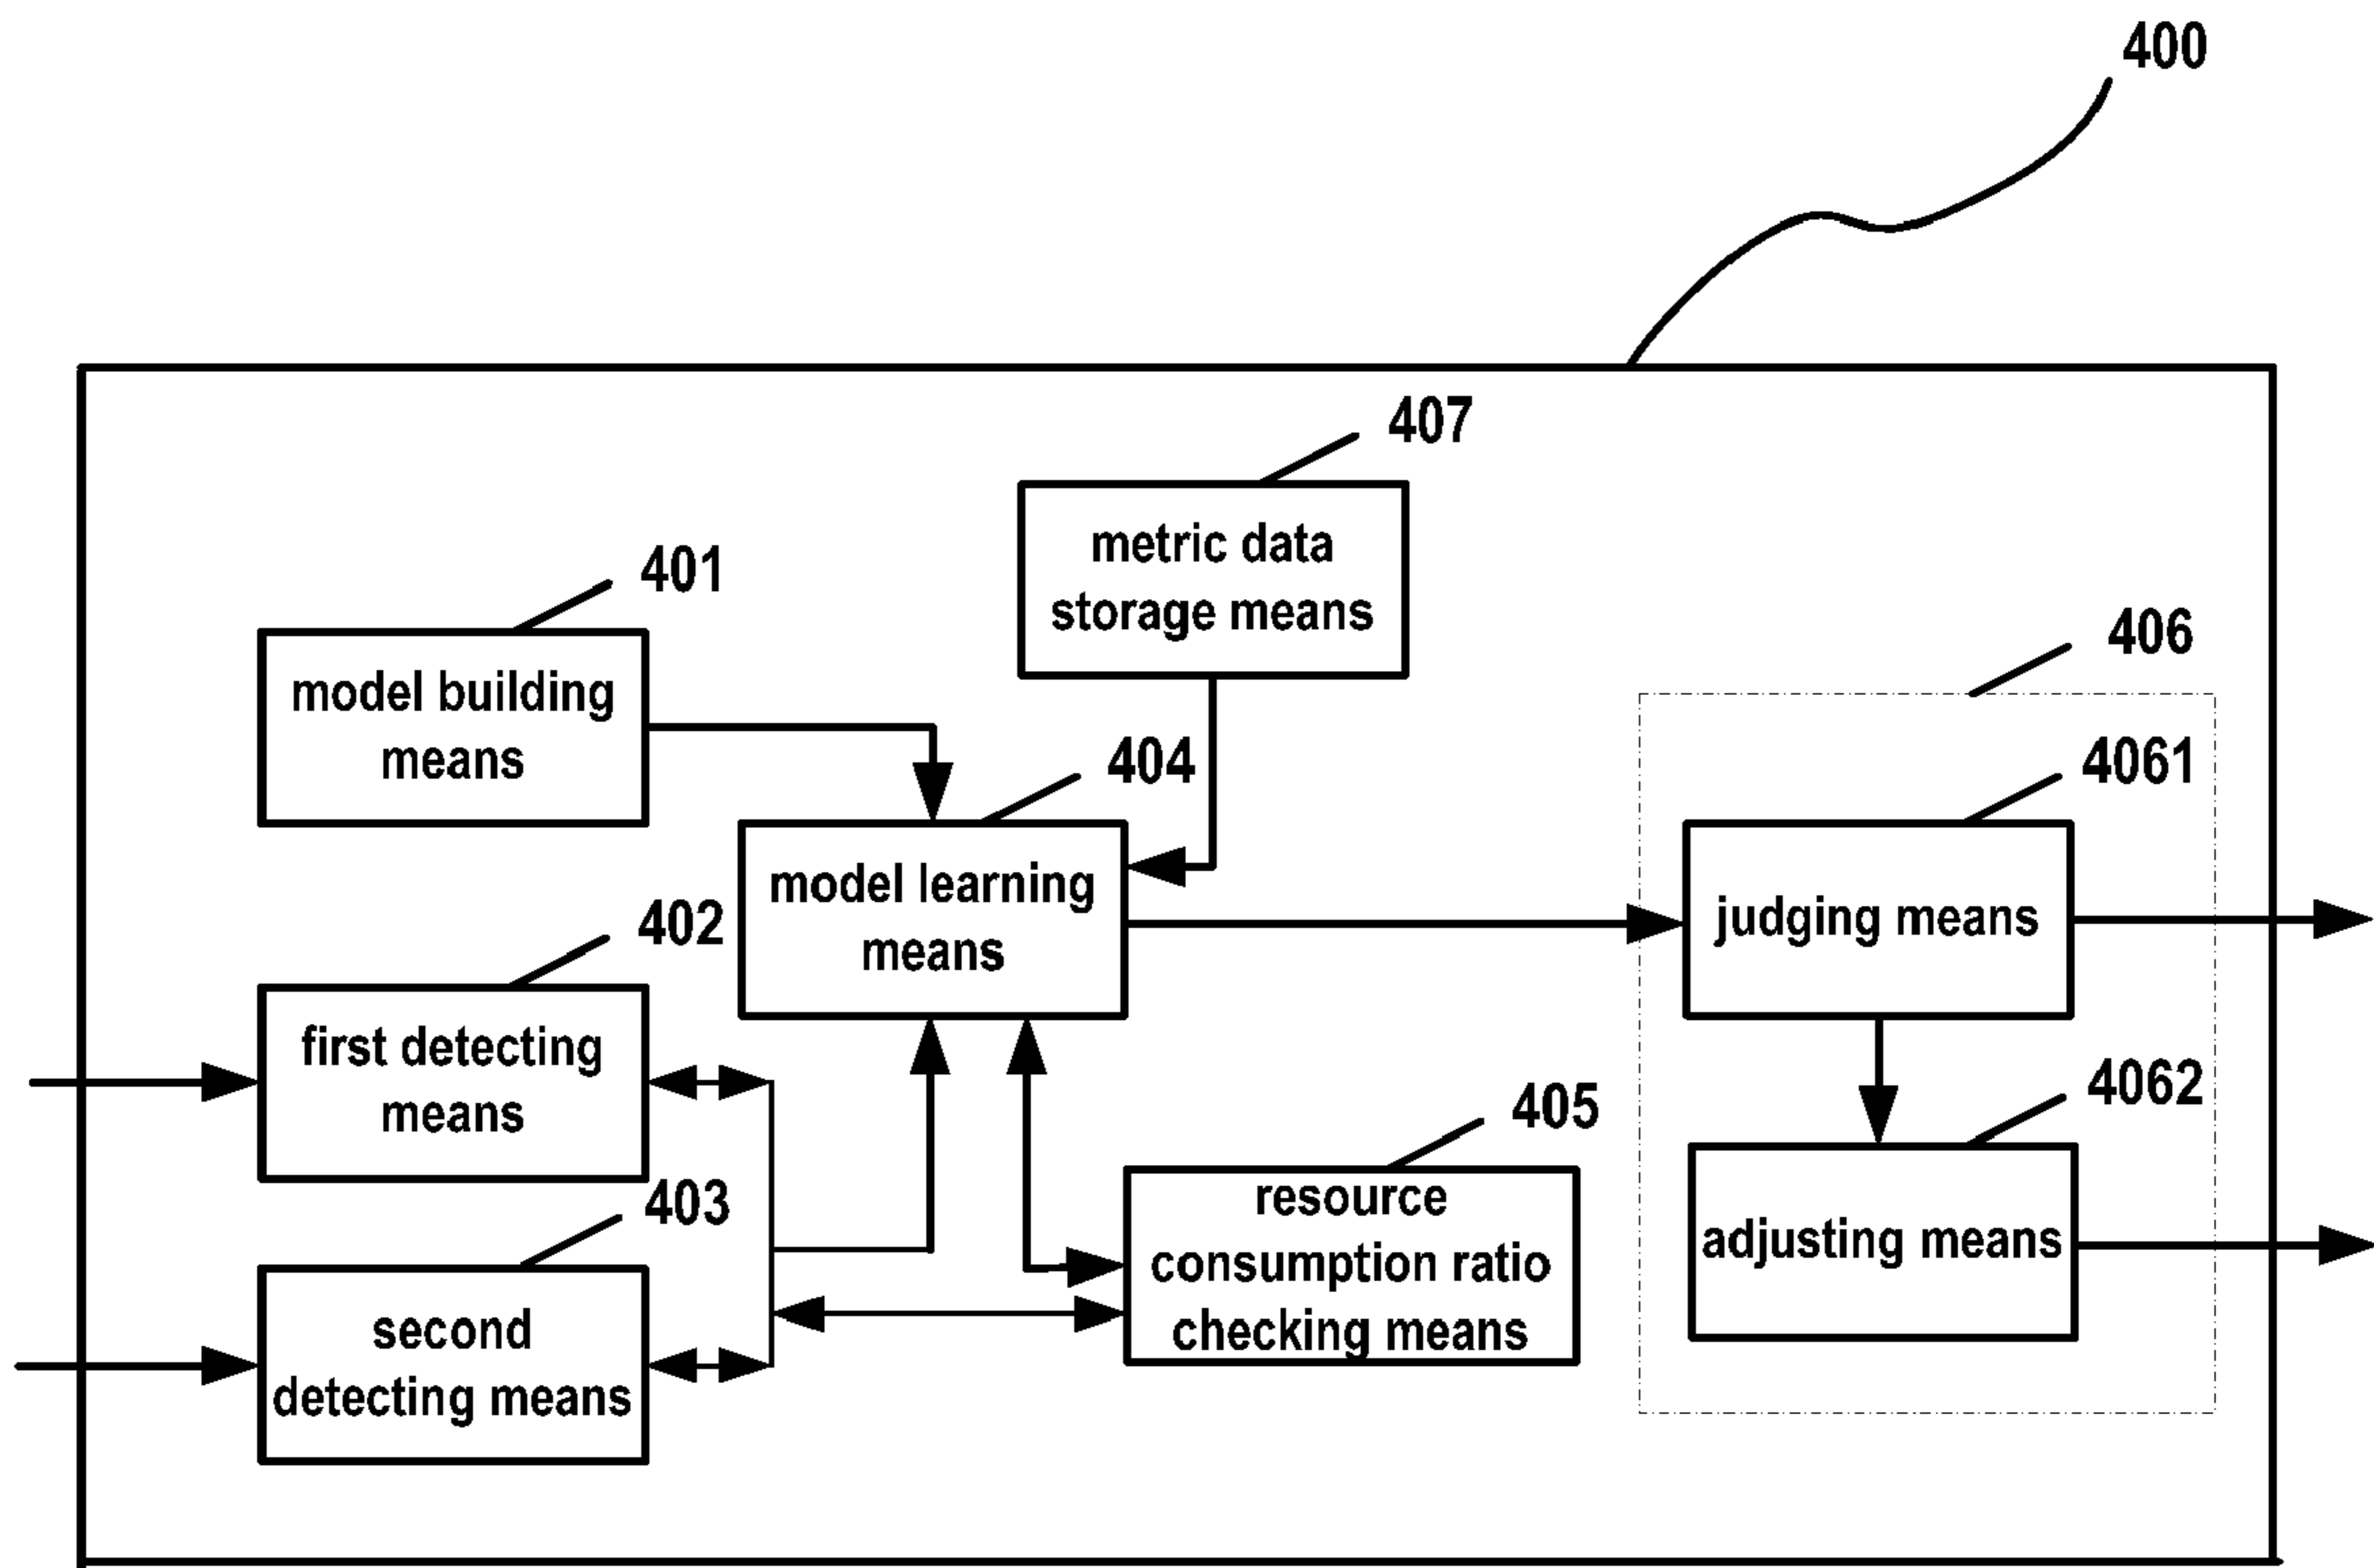 400
407
metric data
storage means
401
model building
means
406
404
4061
model learning
means
judging means
402
first detecting
means
4062
405
403
resource
consumption ratio
checking means
adjusting means
second
detecting means